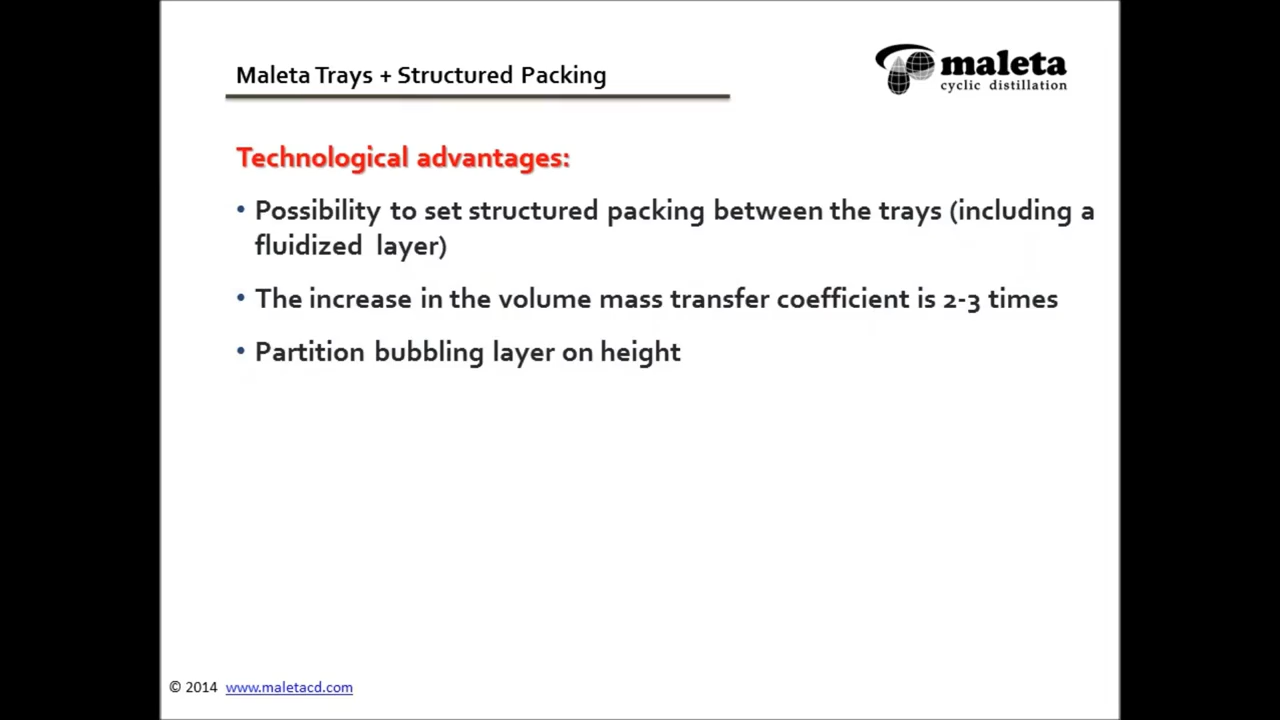 Maleta Trays + Structured Packing
maleta
cyclic distillation
Technological advantages:
• Possibility to set structured packing between the trays (including a
fluidized layer)
• The increase in the volume mass transfer coefficient is 2-3 times
• Partition bubbling layer on height
© 2014 www.maletacd.com